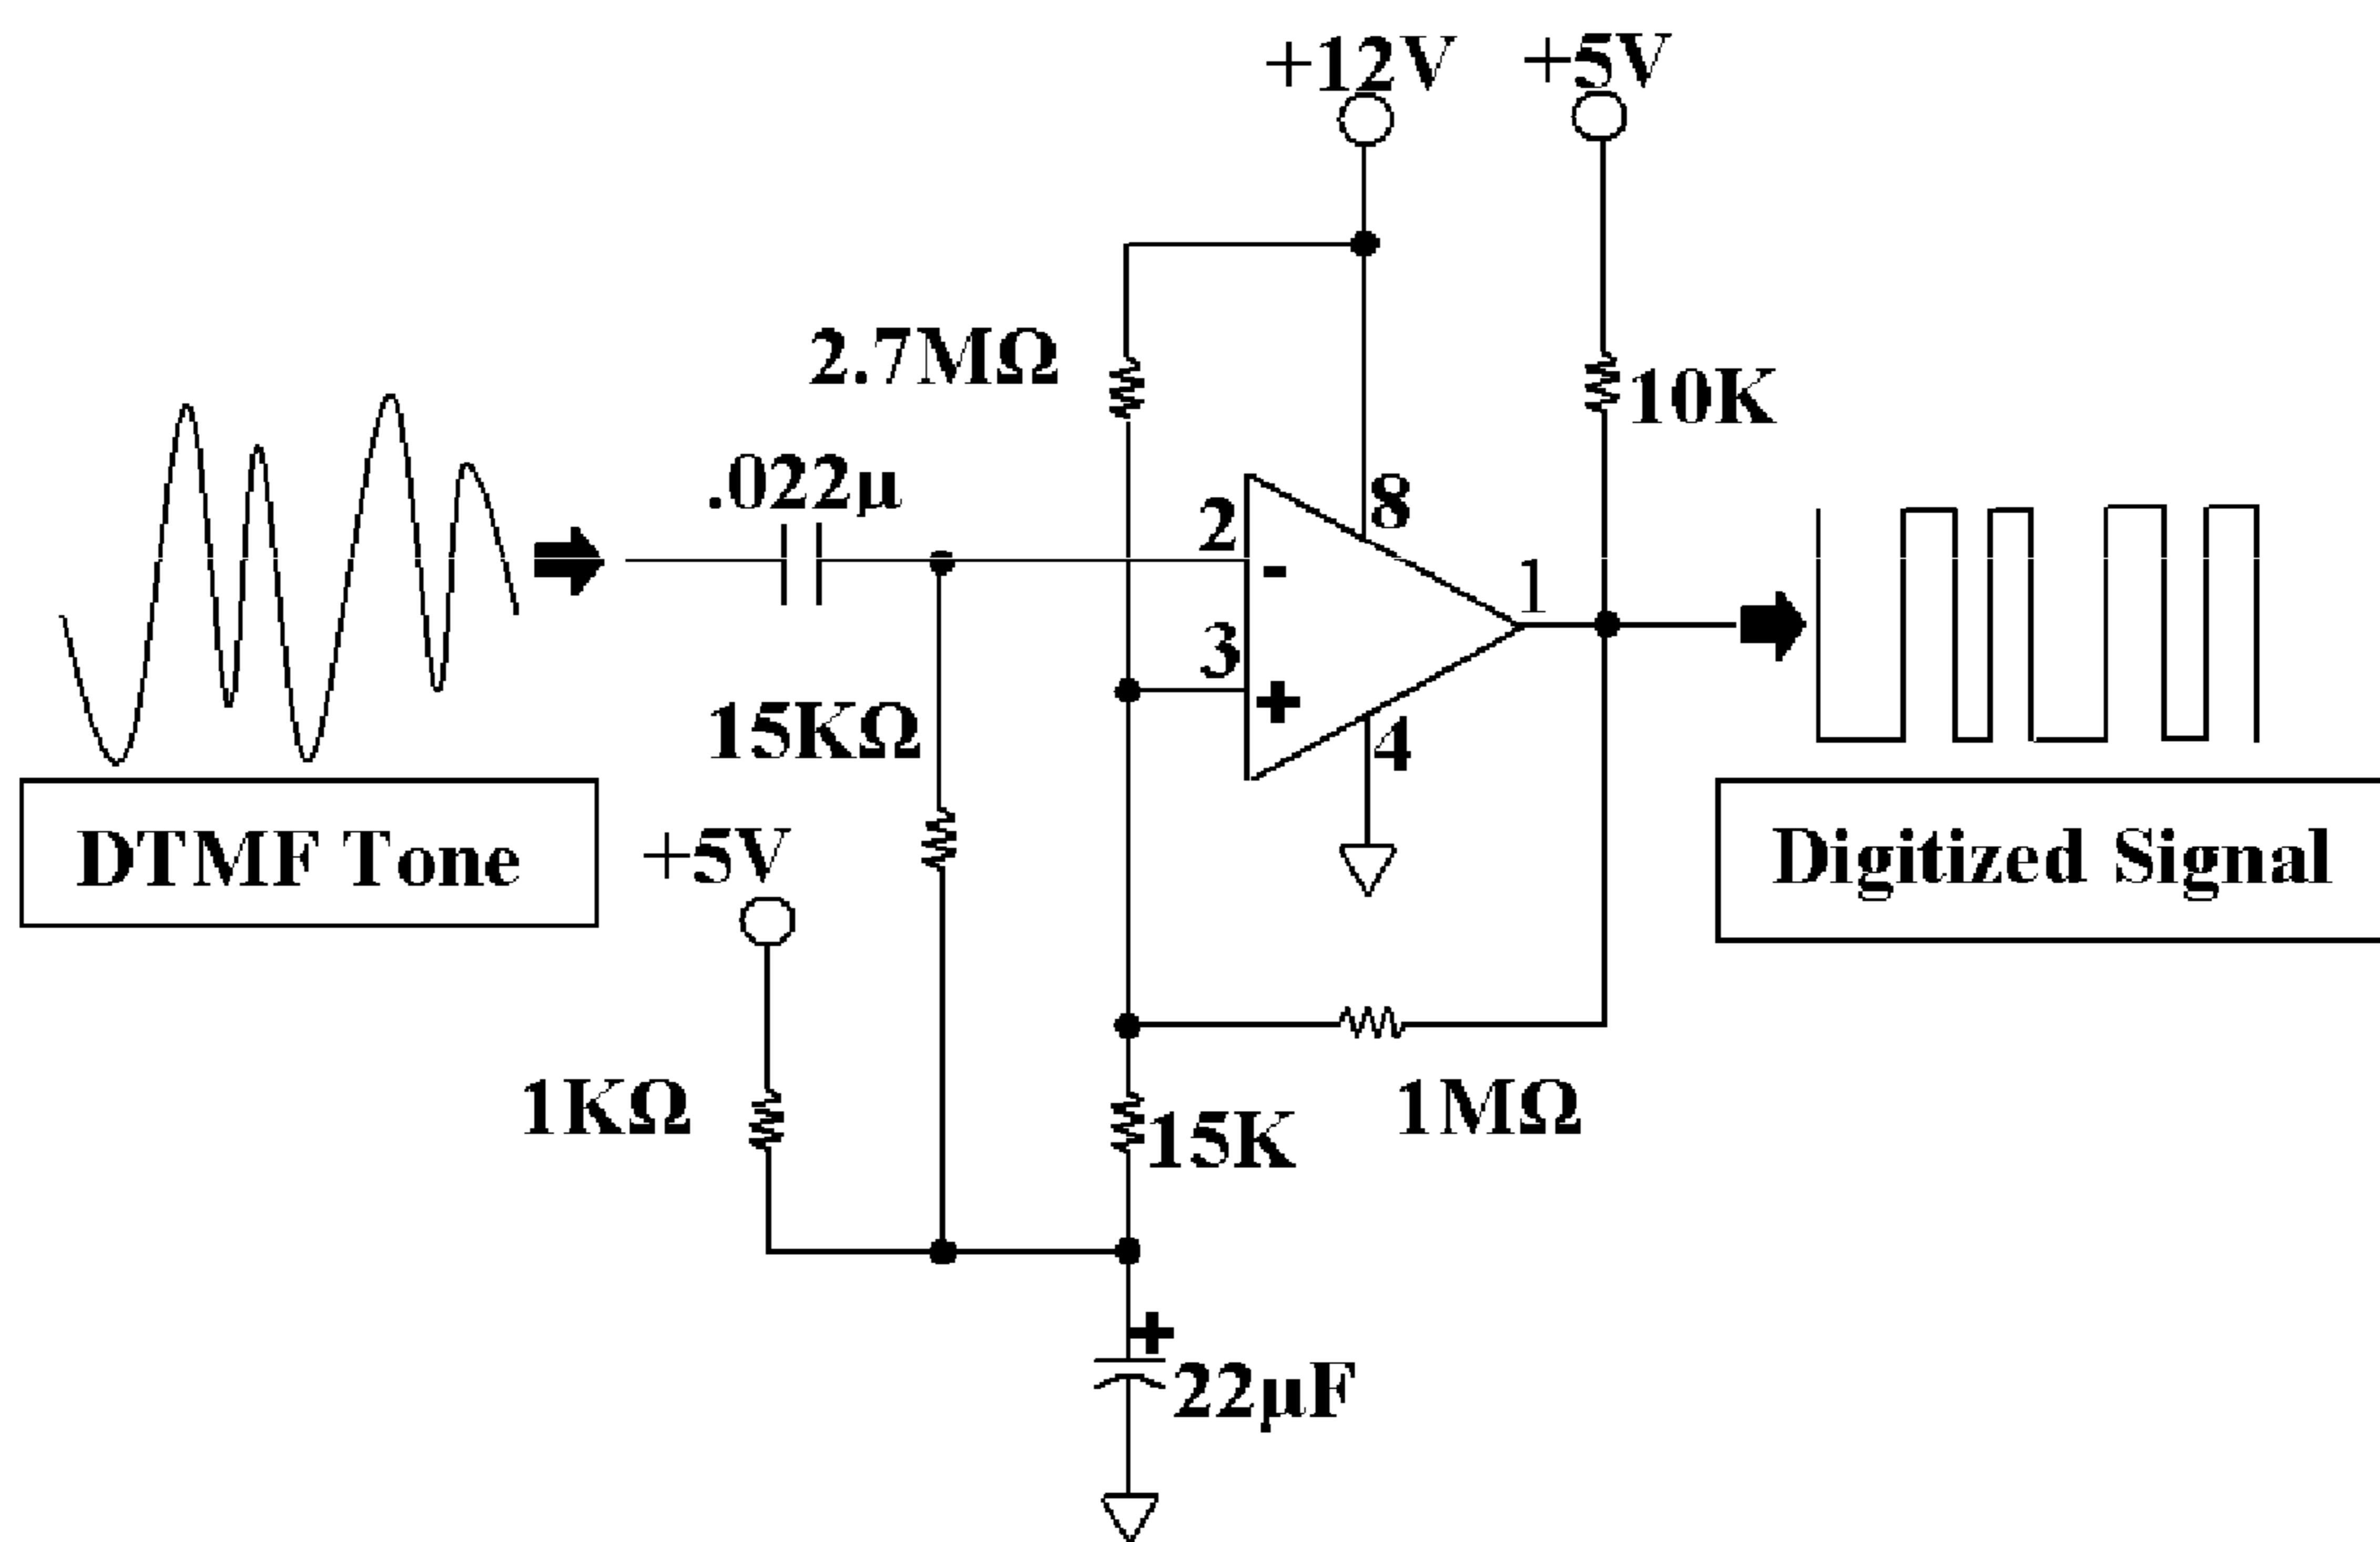 +12V
+5V
2.7MΩ
10K
.022μ
2
8
-
1
3
+
15KΩ
4
DTMF Tone
+5V
Digitized Signal
1KΩ
15K
1MΩ
+
22μF